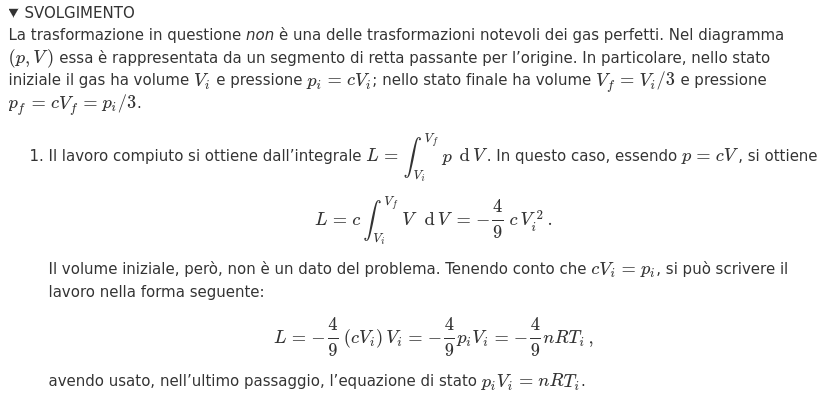 ▼ SVOLGIMENTO
La trasformazione in questione non è una delle trasformazioni notevoli dei gas perfetti. Nel diagramma
(p, V) essa è rappresentata da un segmento di retta passante per l’origine. In particolare, nello stato
iniziale il gas ha volume V_i e pressione p_i = cV_i; nello stato finale ha volume V_f = V_i/3 e pressione
p_f = cV_f = p_i/3.
1. Il lavoro compiuto si ottiene dall’integrale L = ∫_{V_i}^{V_f} p dV. In questo caso, essendo p = cV, si ottiene
L = c ∫_{V_i}^{V_f} V dV = −\frac{4}{9} c V_i^2 .
Il volume iniziale, però, non è un dato del problema. Tenendo conto che cV_i = p_i, si può scrivere il
lavoro nella forma seguente:
L = −\frac{4}{9} (cV_i) V_i = −\frac{4}{9} p_i V_i = −\frac{4}{9} nRT_i ,
avendo usato, nell’ultimo passaggio, l’equazione di stato p_i V_i = nRT_i.